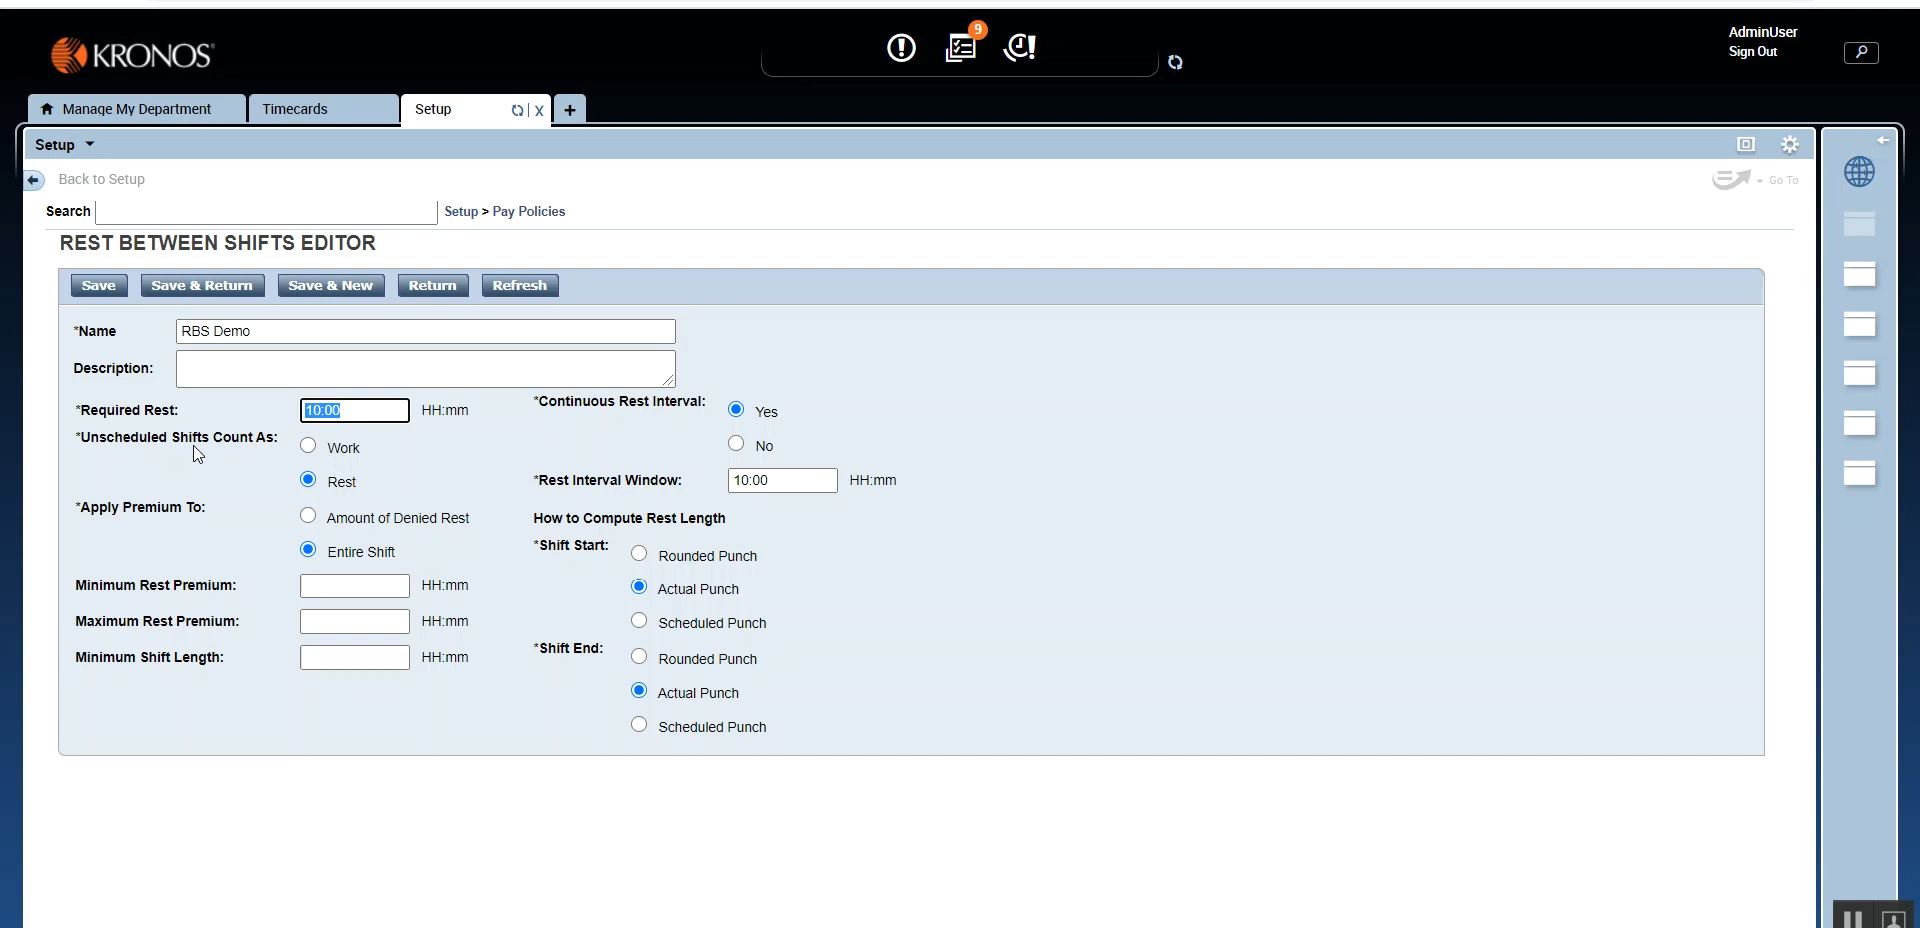 KRONOS
9
AdminUser
Sign Out
Manage My Department
Timecards
Setup
X
+
Setup
Back to Setup
Go To
Search
Setup > Pay Policies
REST BETWEEN SHIFTS EDITOR
Save
Save & Return
Save & New
Return
Refresh
*Name
RBS Demo
Description:
*Required Rest:
10:00
HH:mm
*Continuous Rest Interval:
Yes
No
*Unscheduled Shifts Count As:
Work
Rest
*Rest Interval Window:
10:00
HH:mm
*Apply Premium To:
Amount of Denied Rest
Entire Shift
How to Compute Rest Length
*Shift Start:
Rounded Punch
Actual Punch
Scheduled Punch
Minimum Rest Premium:
HH:mm
Maximum Rest Premium:
HH:mm
Minimum Shift Length:
HH:mm
*Shift End:
Rounded Punch
Actual Punch
Scheduled Punch